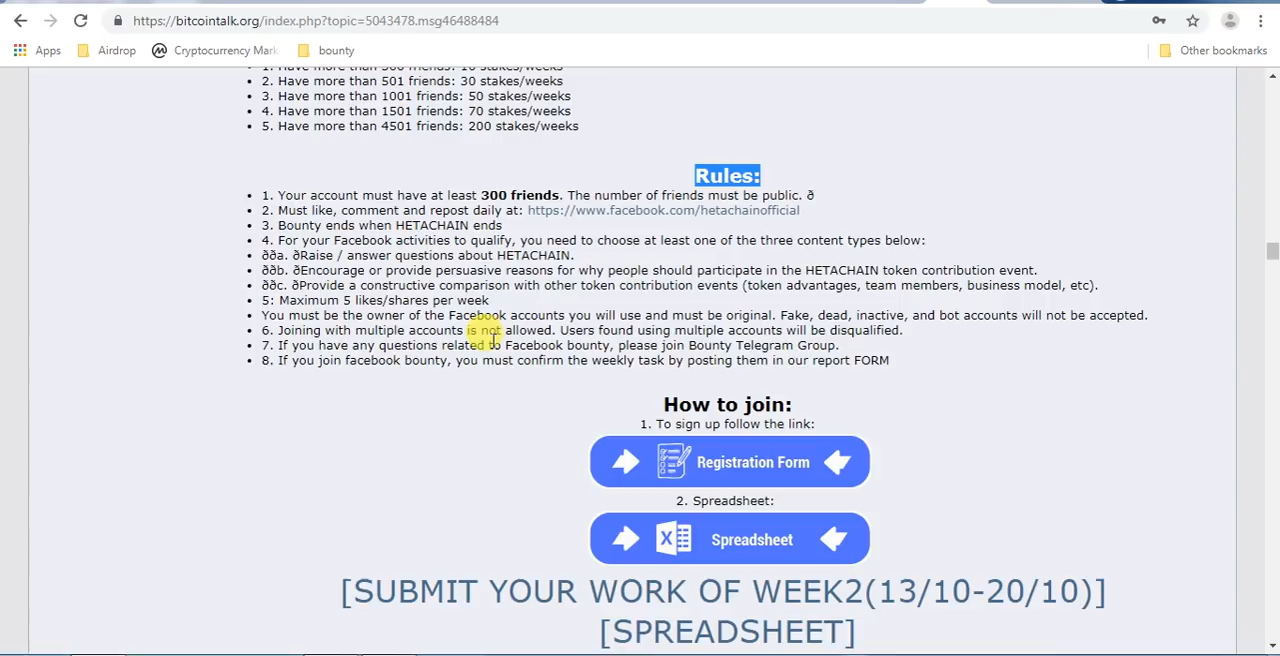 https://bitcointalk.org/index.php?topic=5043478.msg46488484
Apps Airdrop Cryptocurrency Mark bounty Other bookmarks
2. Have more than 501 friends: 30 stakes/weeks
3. Have more than 1001 friends: 50 stakes/weeks
4. Have more than 1501 friends: 70 stakes/weeks
5. Have more than 4501 friends: 200 stakes/weeks
Rules:
1. Your account must have at least 300 friends. The number of friends must be public. ð
2. Must like, comment and repost daily at: https://www.facebook.com/hetachainofficial
3. Bounty ends when HETACHAIN ends
4. For your Facebook activities to qualify, you need to choose at least one of the three content types below:
ðða. ðRaise / answer questions about HETACHAIN.
ððb. ðEncourage or provide persuasive reasons for why people should participate in the HETACHAIN token contribution event.
ððc. ðProvide a constructive comparison with other token contribution events (token advantages, team members, business model, etc).
5: Maximum 5 likes/shares per week
You must be the owner of the Facebook accounts you will use and must be original. Fake, dead, inactive, and bot accounts will not be accepted.
6. Joining with multiple accounts is not allowed. Users found using multiple accounts will be disqualified.
7. If you have any questions related to Facebook bounty, please join Bounty Telegram Group.
8. If you join facebook bounty, you must confirm the weekly task by posting them in our report FORM
How to join:
1. To sign up follow the link:
Registration Form
2. Spreadsheet:
Spreadsheet
[SUBMIT YOUR WORK OF WEEK2(13/10-20/10)]
[SPREADSHEET]